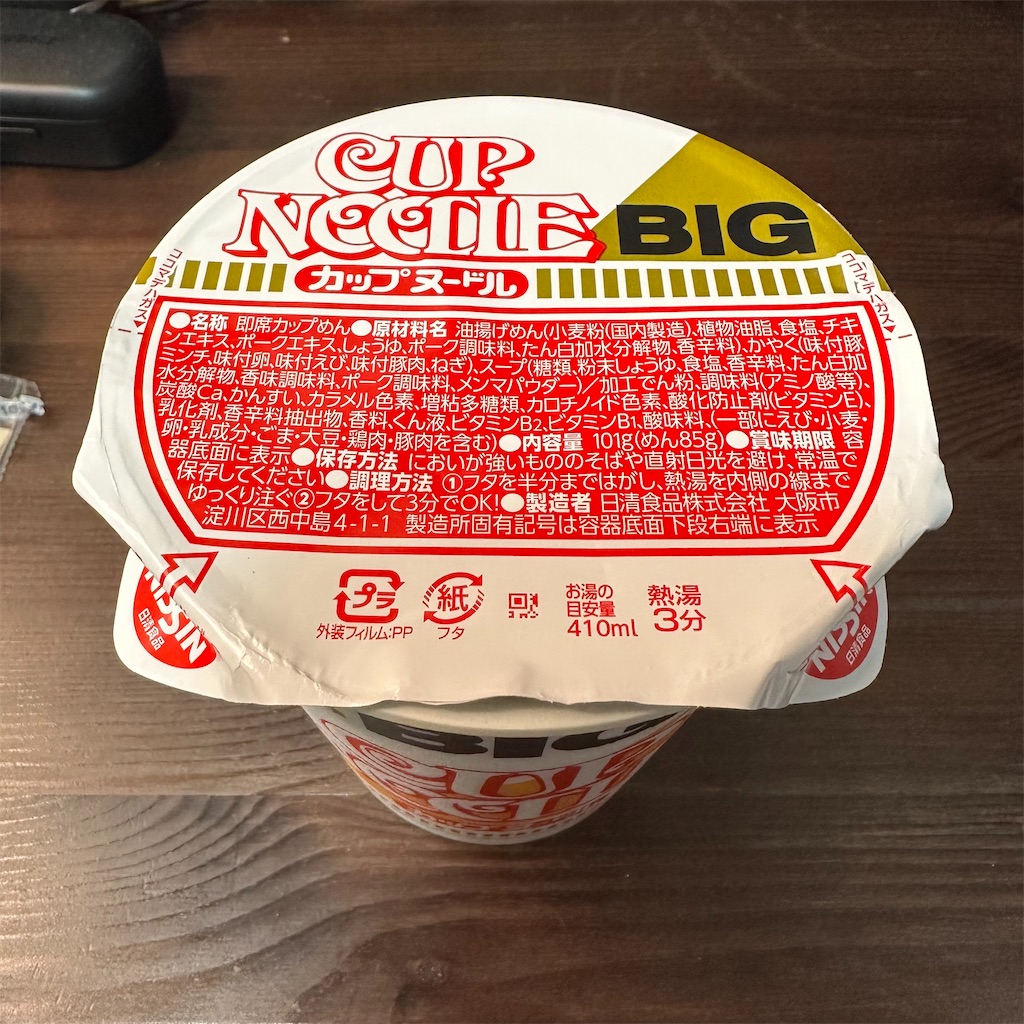 CUP
NOODLE BIG
カップヌードル
ココマデハガス
ココマデハガス
●名称 即席カップめん●原材料名 油揚げめん(小麦粉(国内製造)、植物油脂、食塩、チキ
ンエキス、ポークエキス、しょうゆ、ポーク調味料、たん白加水分解物、香辛料)、かやく(味付豚
ミンチ、味付卵、味付えび、味付豚肉、ねぎ)、スープ(糖類、粉末しょうゆ、食塩、香辛料、たん白加
水分解物、香味調味料、ポーク調味料、メンマパウダー)/加工でん粉、調味料(アミノ酸等)、
炭酸Ca、かんすい、カラメル色素、増粘多糖類、カロチノイド色素、酸化防止剤(ビタミンE)、
乳化剤、香辛料抽出物、香料、くん液、ビタミンB2、ビタミンB1、酸味料、(一部にえび・小麦・
卵・乳成分・ごま・大豆・鶏肉・豚肉を含む)●内容量 101g(めん85g)●賞味期限 容
器底面に表示●保存方法 においが強いもののそばや直射日光を避け、常温で
保存してください●調理方法 ①フタを半分まではがし、熱湯を内側の線まで
ゆっくり注ぐ②フタをして3分でOK!●製造者 日清食品株式会社 大阪市
淀川区西中島4-1-1 製造所固有記号は容器底面下段右端に表示
NISSIN
日清食品
プラ
外装フィルム:PP
紙
フタ
お湯の
目安量
410ml
熱湯
3分
NISSIN
日清食品
BIG
CUP
NOODLE